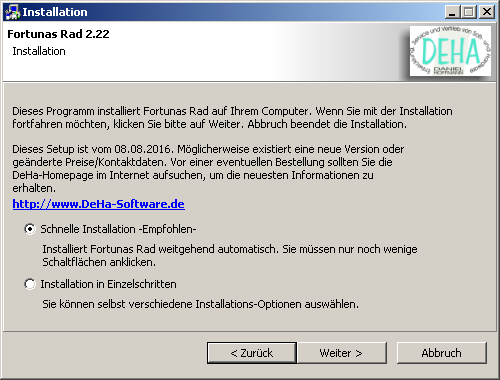 Installation
Fortunas Rad 2.22
Installation
Entwicklung, Service und Vertrieb von Soft- und Hardware
DEHA
DANIEL
HOFFMANN
Dieses Programm installiert Fortunas Rad auf Ihrem Computer. Wenn Sie mit der Installation
fortfahren möchten, klicken Sie bitte auf Weiter. Abbruch beendet die Installation.
Dieses Setup ist vom 08.08.2016. Möglicherweise existiert eine neue Version oder
geänderte Preise/Kontaktdaten. Vor einer eventuellen Bestellung sollten Sie die
DeHa-Homepage im Internet aufsuchen, um die neuesten Informationen zu
erhalten.
http://www.DeHa-Software.de
Schnelle Installation -Empfohlen-
Installiert Fortunas Rad weitgehend automatisch. Sie müssen nur noch wenige
Schaltflächen anklicken.
Installation in Einzelschritten
Sie können selbst verschiedene Installations-Optionen auswählen.
< Zurück
Weiter >
Abbruch